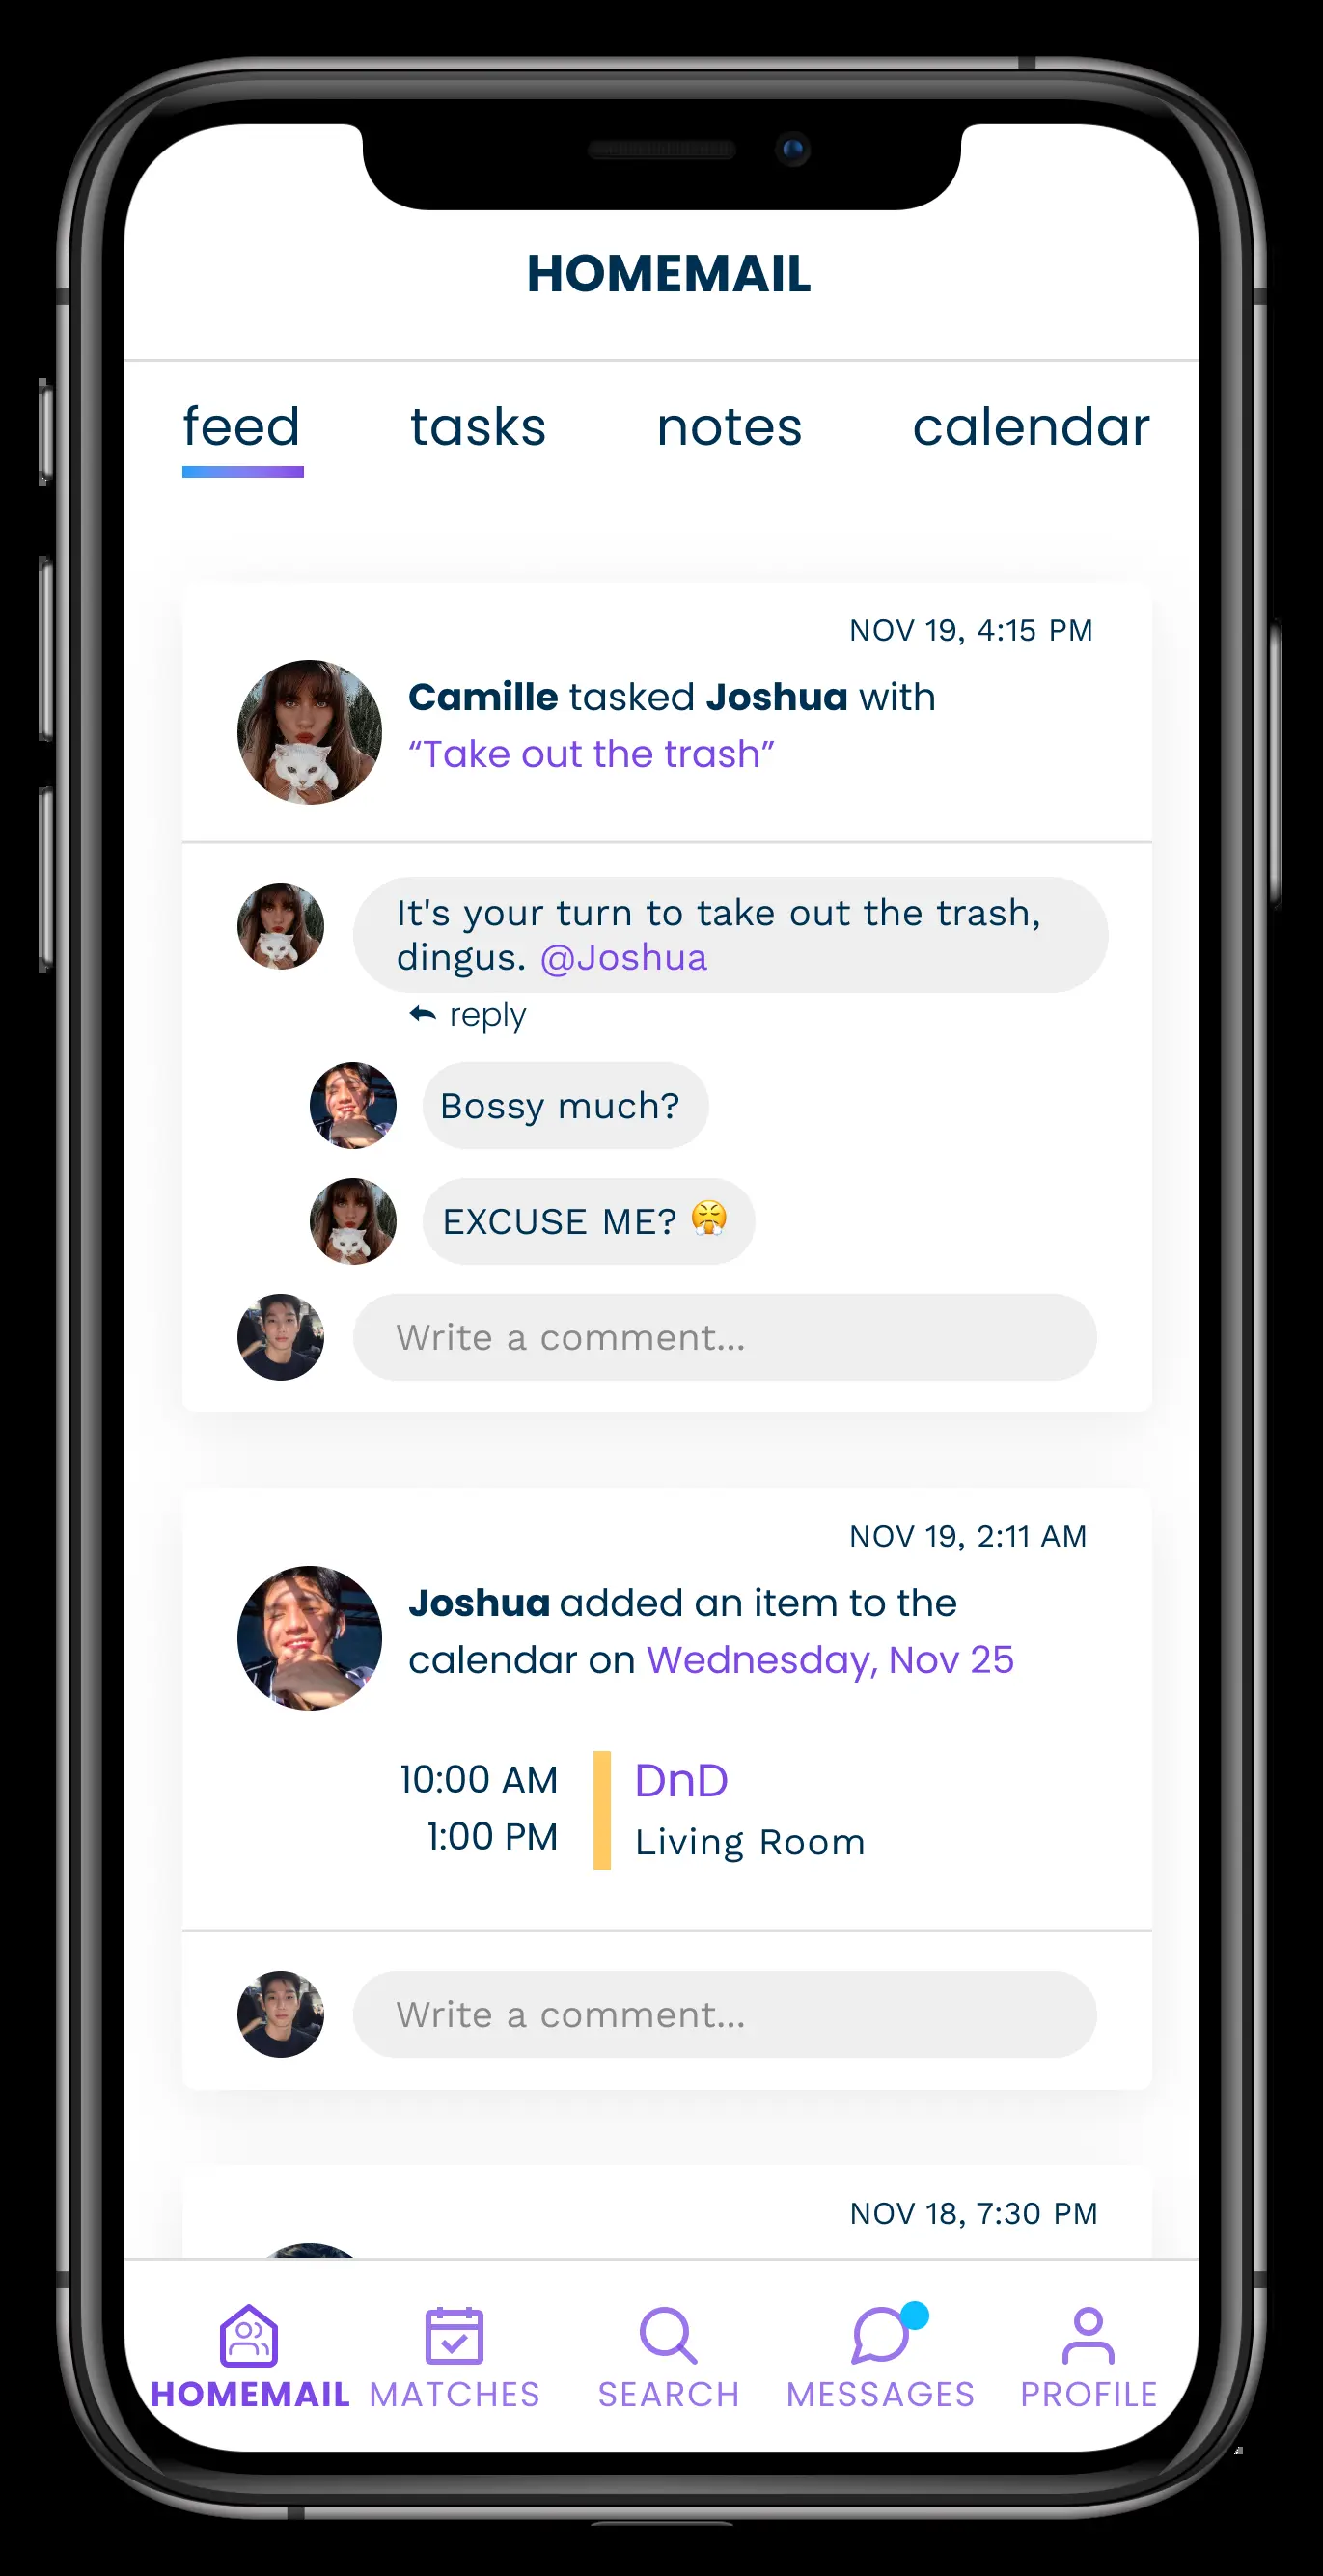 HOMEMAIL
feed tasks notes calendar
NOV 19, 4:15 PM
Camille tasked Joshua with
“Take out the trash”
It's your turn to take out the trash,
dingus. @Joshua
reply
Bossy much?
EXCUSE ME? 😤
Write a comment...
NOV 19, 2:11 AM
Joshua added an item to the
calendar on Wednesday, Nov 25
10:00 AM DnD
1:00 PM Living Room
Write a comment...
NOV 18, 7:30 PM
HOMEMAIL MATCHES SEARCH MESSAGES PROFILE